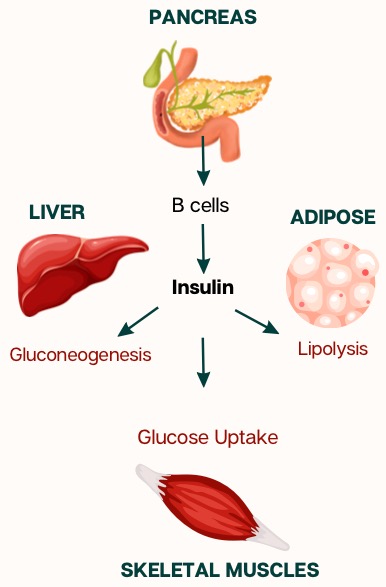 PANCREAS
B cells
LIVER
ADIPOSE
Insulin
Gluconeogenesis
Lipolysis
Glucose Uptake
SKELETAL MUSCLES